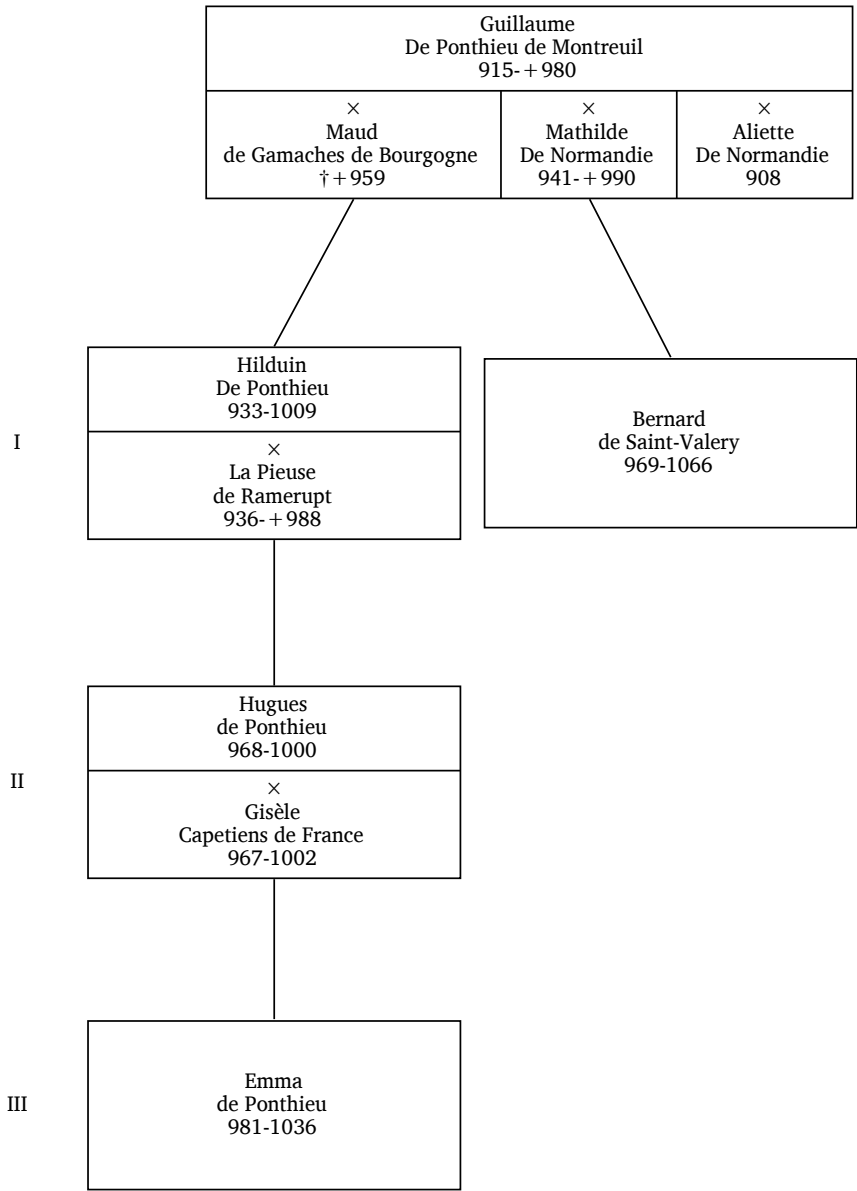 Guillaume
De Ponthieu de Montreuil
915-+980
×
Maud
de Gamaches de Bourgogne
†+959
×
Mathilde
De Normandie
941-+990
×
Aliette
De Normandie
908
I
Hilduin
De Ponthieu
933-1009
×
La Pieuse
de Ramerupt
936-+988
Bernard
de Saint-Valery
969-1066
II
Hugues
de Ponthieu
968-1000
×
Gisèle
Capetiens de France
967-1002
III
Emma
de Ponthieu
981-1036